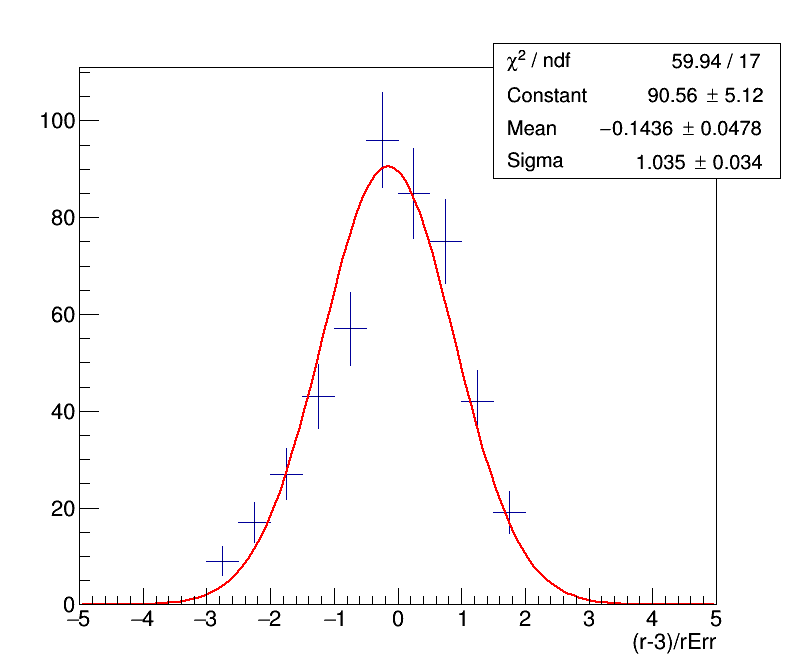 χ² / ndf 59.94 / 17
Constant 90.56 ± 5.12
Mean −0.1436 ± 0.0478
Sigma 1.035 ± 0.034
100
80
60
40
20
0
−5 −4 −3 −2 −1 0 1 2 3 4 5
(r-3)/rErr